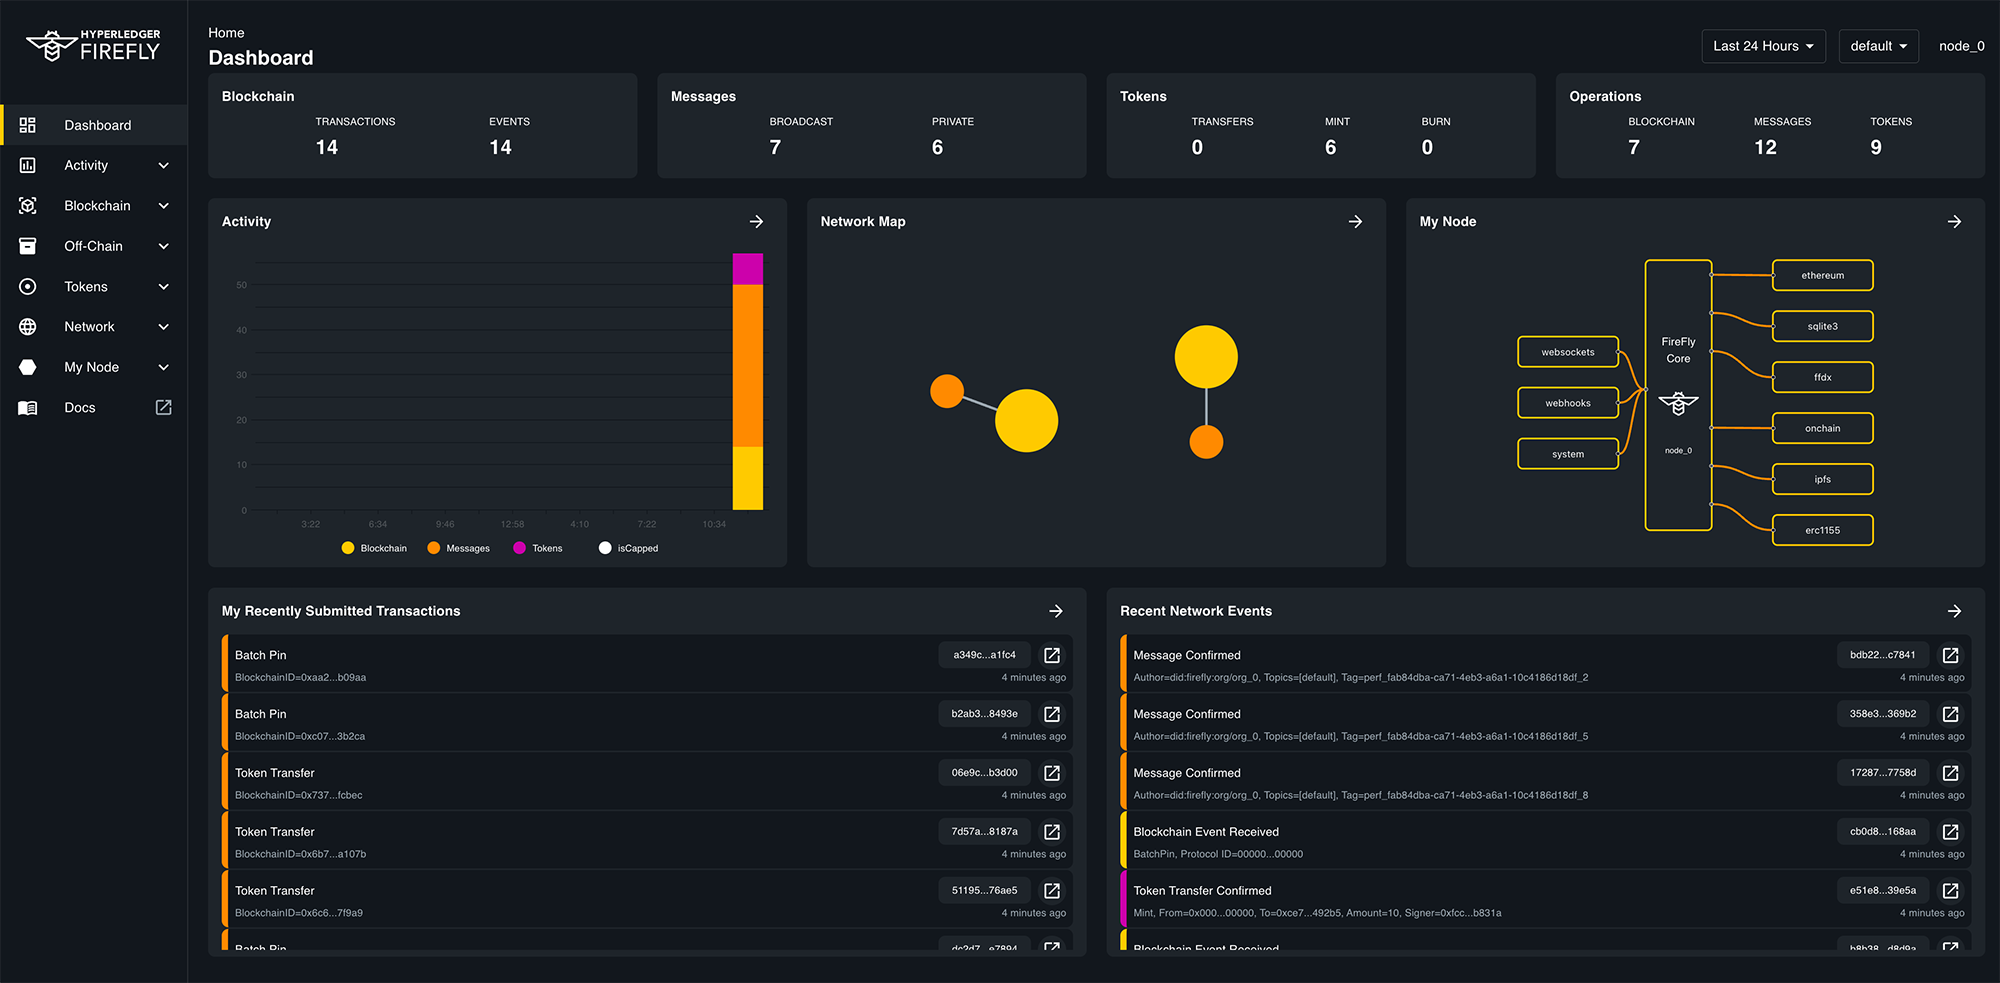 HYPERLEDGER
FIREFLY
Dashboard
Activity
Blockchain
Off-Chain
Tokens
Network
My Node
Docs
Home
Dashboard
Last 24 Hours
default
node_0
Blockchain
TRANSACTIONS EVENTS
14 14
Messages
BROADCAST PRIVATE
7 6
Tokens
TRANSFERS MINT BURN
0 6 0
Operations
BLOCKCHAIN MESSAGES TOKENS
7 12 9
Activity
50
40
30
20
10
0
3:22 6:34 9:46 12:58 4:10 7:22 10:34
Blockchain Messages Tokens isCapped
Network Map
My Node
websockets
webhooks
system
FireFly
Core
node_0
ethereum
sqlite3
ffdx
onchain
ipfs
erc1155
My Recently Submitted Transactions
Batch Pin a349c...a1fc4
BlockchainID=0xaa2...b09aa 4 minutes ago
Batch Pin b2ab3...8493e
BlockchainID=0xc07...3b2ca 4 minutes ago
Token Transfer 06e9c...b3d00
BlockchainID=0x737...fcbec 4 minutes ago
Token Transfer 7d57a...8187a
BlockchainID=0x6b7...a107b 4 minutes ago
Token Transfer 51195...76ae5
BlockchainID=0x6c6...7f9a9 4 minutes ago
Batch Pin dc2d7...e7894
Recent Network Events
Message Confirmed bdb22...c7841
Author=did:firefly:org/org_0, Topics=[default], Tag=perf_fab84dba-ca71-4eb3-a6a1-10c4186d18df_2 4 minutes ago
Message Confirmed 358e3...369b2
Author=did:firefly:org/org_0, Topics=[default], Tag=perf_fab84dba-ca71-4eb3-a6a1-10c4186d18df_5 4 minutes ago
Message Confirmed 17287...7758d
Author=did:firefly:org/org_0, Topics=[default], Tag=perf_fab84dba-ca71-4eb3-a6a1-10c4186d18df_8 4 minutes ago
Blockchain Event Received cb0d8...168aa
BatchPin, Protocol ID=00000...00000 4 minutes ago
Token Transfer Confirmed e51e8...39e5a
Mint, From=0x000...00000, To=0xce7...492b5, Amount=10, Signer=0xfcc...b831a 4 minutes ago
Blockchain Event Received b8b38...d8d9a